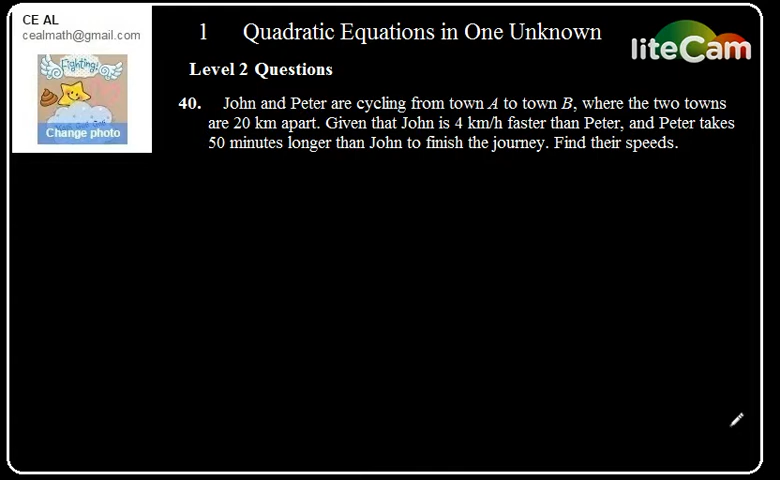 CE AL
cealmath@gmail.com
Fighting!
Change photo
1 Quadratic Equations in One Unknown
liteCam
Level 2 Questions
40. John and Peter are cycling from town A to town B, where the two towns
are 20 km apart. Given that John is 4 km/h faster than Peter, and Peter takes
50 minutes longer than John to finish the journey. Find their speeds.